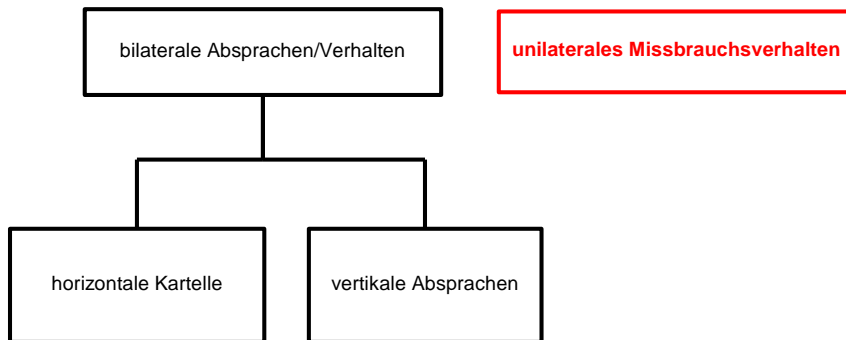 bilaterale Absprachen/Verhalten
unilaterales Missbrauchsverhalten
horizontale Kartelle
vertikale Absprachen